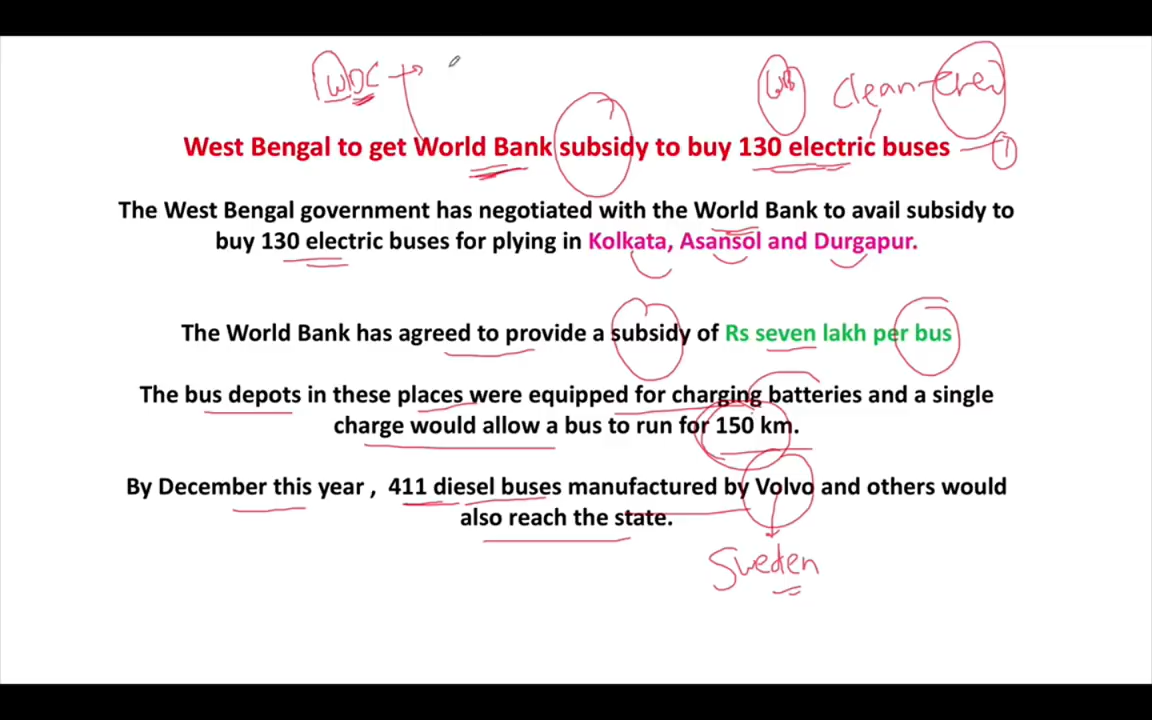 WDC
WB Clean-
West Bengal to get World Bank subsidy to buy 130 electric buses 1
The West Bengal government has negotiated with the World Bank to avail subsidy to
buy 130 electric buses for plying in Kolkata, Asansol and Durgapur.
The World Bank has agreed to provide a subsidy of Rs seven lakh per bus
The bus depots in these places were equipped for charging batteries and a single
charge would allow a bus to run for 150 km.
By December this year , 411 diesel buses manufactured by Volvo and others would
also reach the state.
Sweden